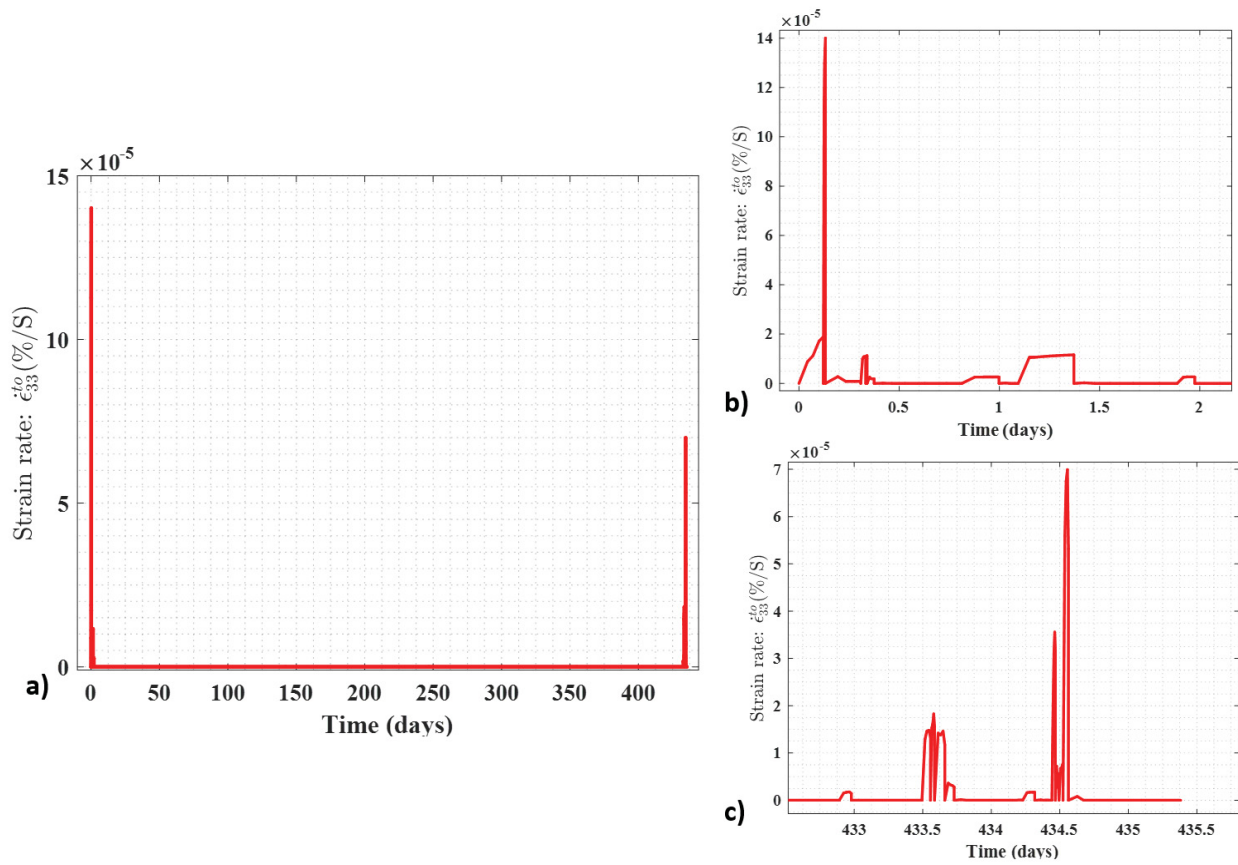 ×10⁻⁵
15
10
5
0
Strain rate: ε̇₃₃ᵗᵒ(%/S)
0 50 100 150 200 250 300 350 400
Time (days)
a)
×10⁻⁵
14
12
10
8
6
4
2
0
Strain rate: ε̇₃₃ᵗᵒ(%/S)
0 0.5 1 1.5 2
Time (days)
b)
×10⁻⁵
7
6
5
4
3
2
1
0
Strain rate: ε̇₃₃ᵗᵒ(%/S)
433 433.5 434 434.5 435 435.5
Time (days)
c)